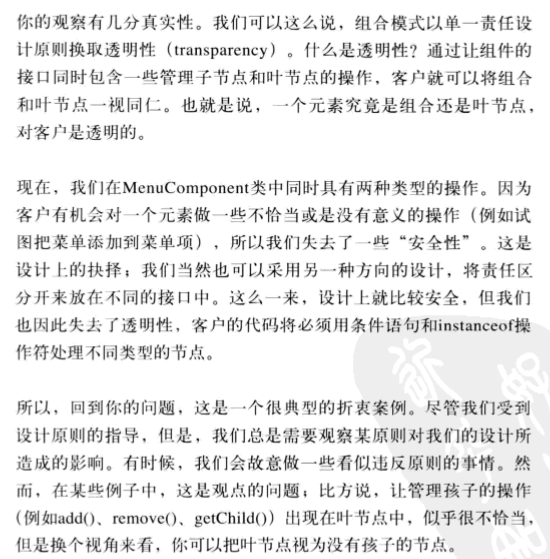 你的观察有几分真实性。我们可以这么说，组合模式以单一责任设
计原则换取透明性（transparency）。什么是透明性？通过让组件的
接口同时包含一些管理子节点和叶节点的操作，客户就可以将组合
和叶节点一视同仁。也就是说，一个元素究竟是组合还是叶节点，
对客户是透明的。
现在，我们在MenuComponent类中同时具有两种类型的操作。因为
客户有机会对一个元素做一些不恰当或是没有意义的操作（例如试
图把菜单添加到菜单项），所以我们失去了一些“安全性”。这是
设计上的抉择；我们当然也可以采用另一种方向的设计，将责任区
分开来放在不同的接口中。这么一来，设计上就比较安全，但我们
也因此失去了透明性，客户的代码将必须用条件语句和instanceof操
作符处理不同类型的节点。
所以，回到你的问题，这是一个很典型的折衷案例。尽管我们受到
设计原则的指导，但是，我们总是需要观察某原则对我们的设计所
造成的影响。有时候，我们会故意做一些看似违反原则的事情。然
而，在某些例子中，这是观点的问题；比方说，让管理孩子的操作
(例如add()、remove()、getChild()）出现在叶节点中，似乎很不恰当，
但是换个视角来看，你可以把叶节点视为没有孩子的节点。